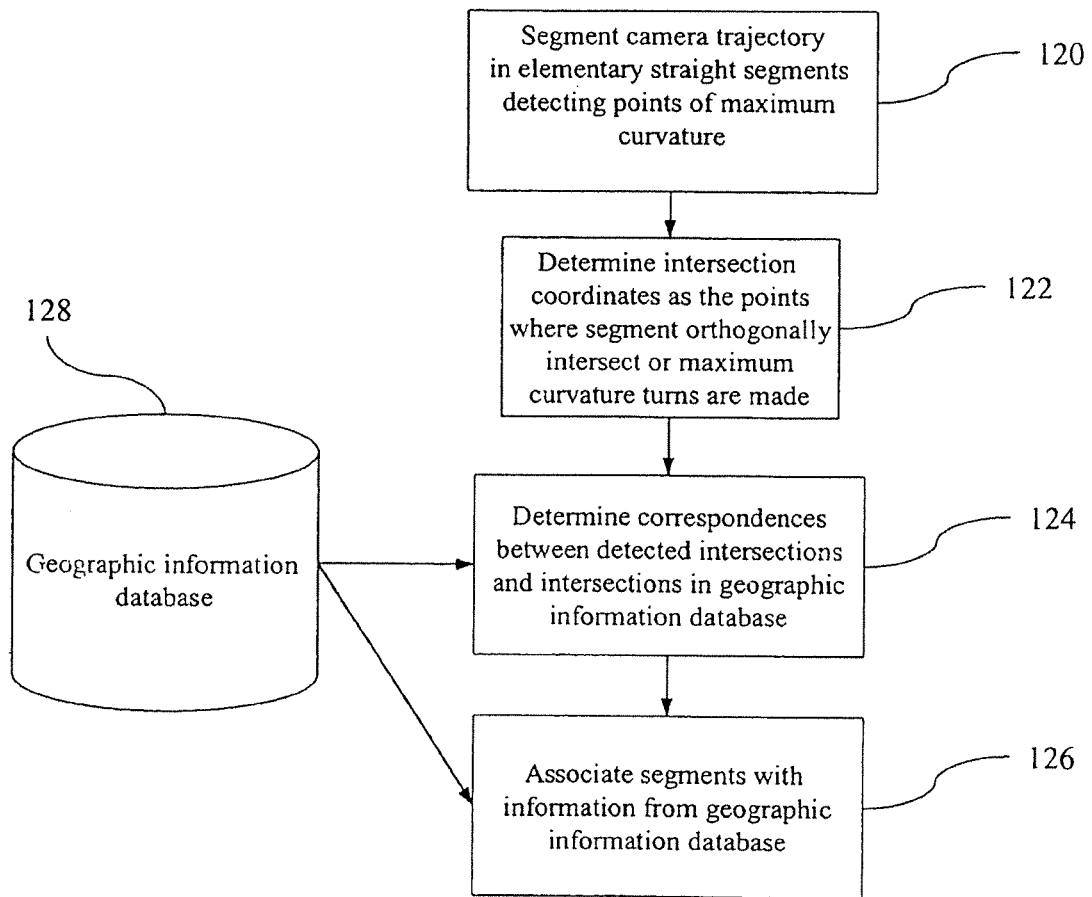 Segment camera trajectory
in elementary straight segments
detecting points of maximum
curvature
120
Determine intersection
coordinates as the points
where segment orthogonally
intersect or maximum
curvature turns are made
122
128
Geographic information
database
Determine correspondences
between detected intersections
and intersections in geographic
information database
124
Associate segments with
information from geographic
information database
126